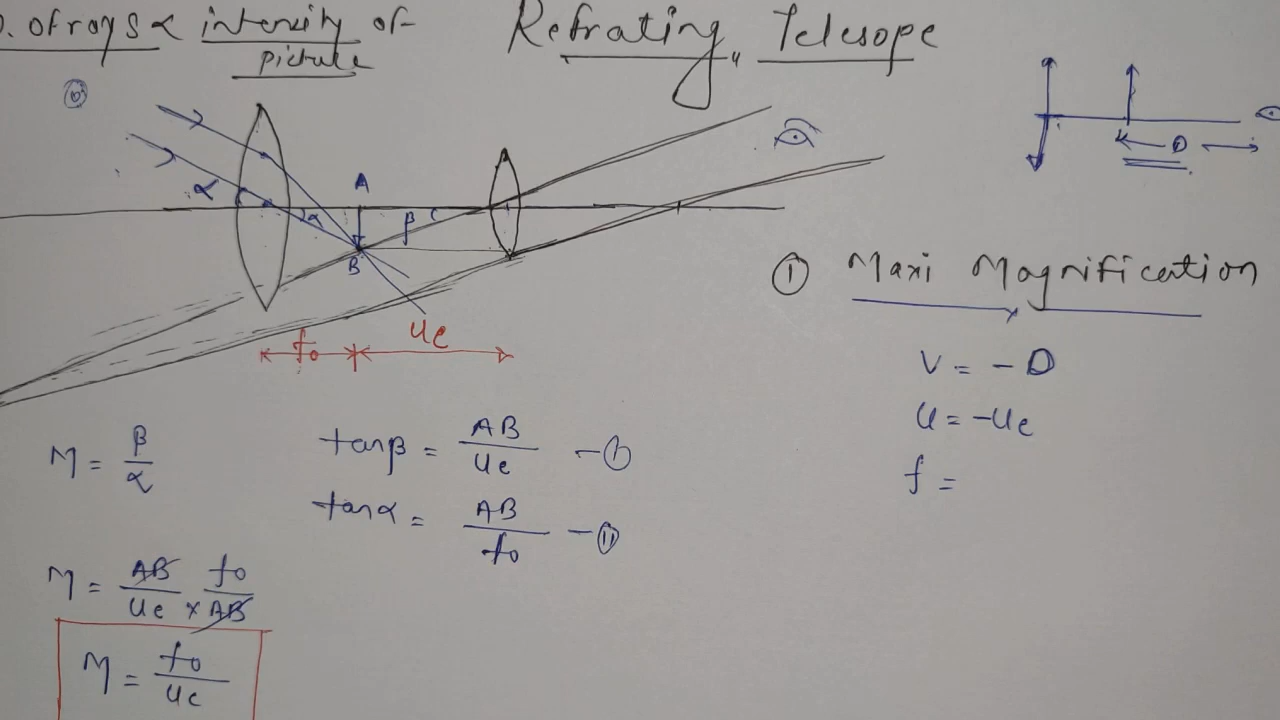 . of rays α intensity of
picture
Refrating Telesope
α
α
A
β
B
D
fo
ue
① Maxi Magnification
V = - D
u = -ue
f =
M = β/α
tanβ = AB/ue - ①
tanα = AB/fo - ⑪
M = AB/ue × fo/AB
M = fo/ue